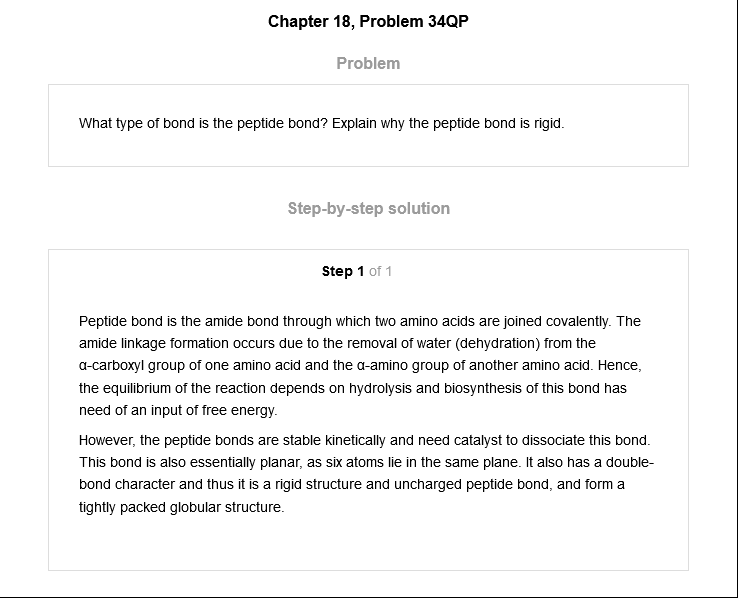 Chapter 18, Problem 34QP
Problem
What type of bond is the peptide bond? Explain why the peptide bond is rigid.
Step-by-step solution
Step 1 of 1
Peptide bond is the amide bond through which two amino acids are joined covalently. The
amide linkage formation occurs due to the removal of water (dehydration) from the
α-carboxyl group of one amino acid and the α-amino group of another amino acid. Hence,
the equilibrium of the reaction depends on hydrolysis and biosynthesis of this bond has
need of an input of free energy.
However, the peptide bonds are stable kinetically and need catalyst to dissociate this bond.
This bond is also essentially planar, as six atoms lie in the same plane. It also has a double-
bond character and thus it is a rigid structure and uncharged peptide bond, and form a
tightly packed globular structure.